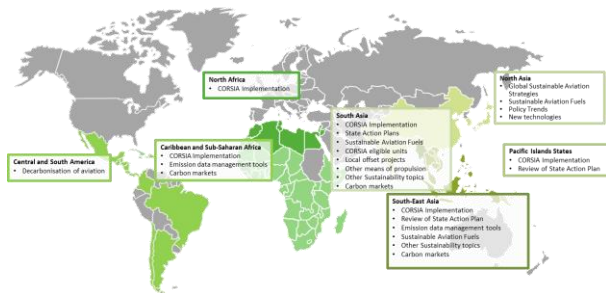 North Africa
• CORSIA Implementation
North Asia
• Global Sustainable Aviation
Strategies
• Sustainable Aviation Fuels
• Policy Trends
• New technologies
South Asia
• CORSIA Implementation
• State Action Plans
• Sustainable Aviation Fuels
• CORSIA eligible units
• Local offset projects
• Other means of propulsion
• Other Sustainability topics
• Carbon markets
Caribbean and Sub-Saharan Africa
• CORSIA Implementation
• Emission data management tools
• Carbon markets
Central and South America
• Decarbonisation of aviation
Pacific Islands States
• CORSIA Implementation
• Review of State Action Plan
South-East Asia
• CORSIA Implementation
• Review of State Action Plan
• Emission data management tools
• Sustainable Aviation Fuels
• Other Sustainability topics
• Carbon markets